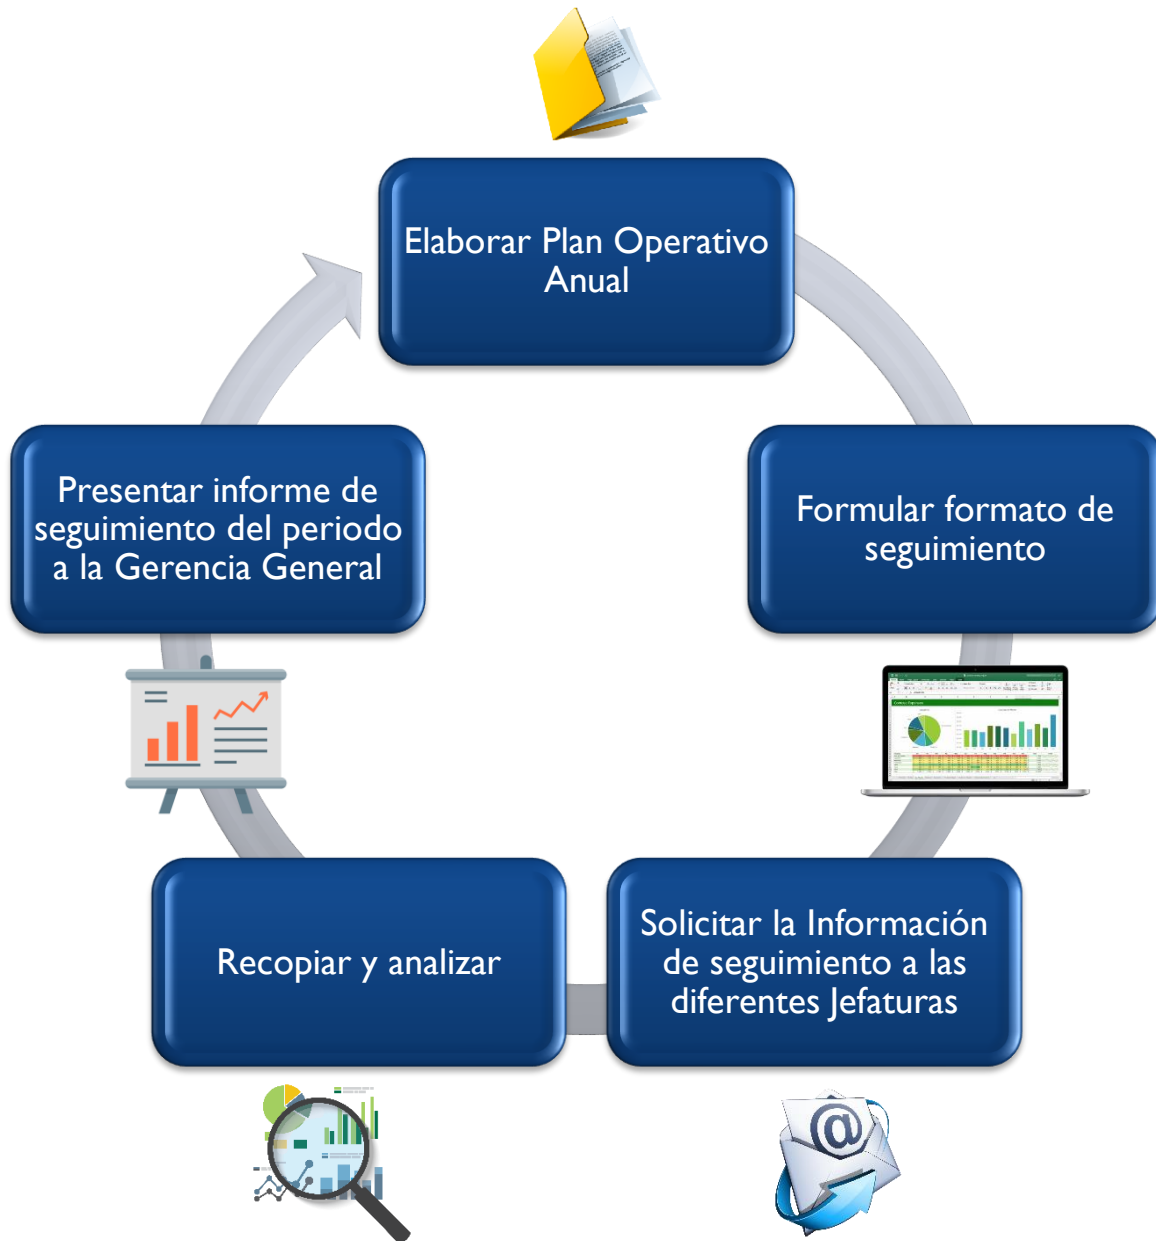 Elaborar Plan Operativo
Anual
Formular formato de
seguimiento
Solicitar la Información
de seguimiento a las
diferentes Jefaturas
Recopiar y analizar
Presentar informe de
seguimiento del periodo
a la Gerencia General
@